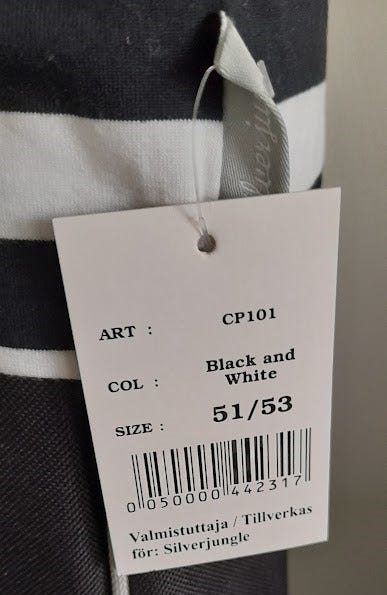 ART : CP101
COL : Black and
White
SIZE : 51/53
0 050000 442317
Valmistuttaja / Tillverkas
för: Silverjungle